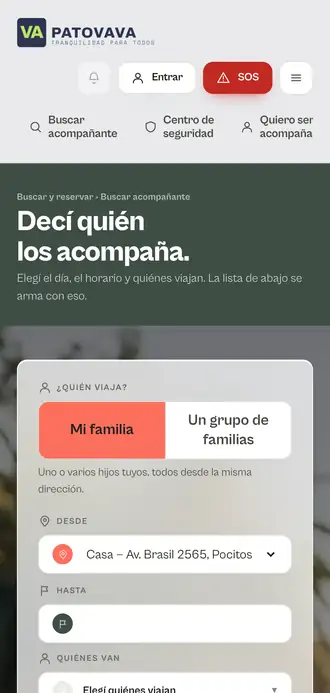 VA PATOVAVA
TRANQUILIDAD PARA TODOS
Entrar
SOS
Buscar
acompañante
Centro de
seguridad
Quiero ser
acompaña
Buscar y reservar › Buscar acompañante
Decí quién
los acompaña.
Elegí el día, el horario y quiénes viajan. La lista de abajo se
arma con eso.
¿QUIÉN VIAJA?
Mi familia
Un grupo de
familias
Uno o varios hijos tuyos, todos desde la misma
dirección.
DESDE
Casa – Av. Brasil 2565, Pocitos
HASTA
QUIÉNES VAN
Elegí quiénes viajan